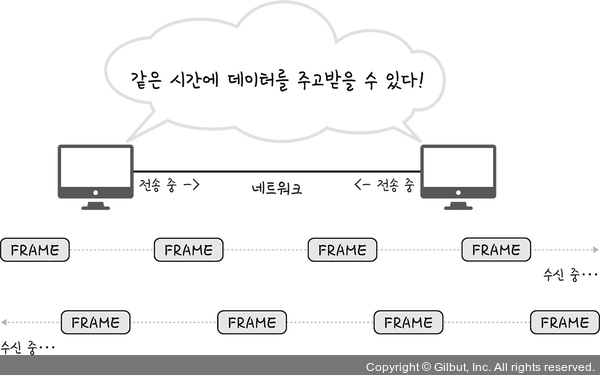 같은 시간에 데이터를 주고받을 수 있다!
전송 중 -> 네트워크 <- 전송 중
FRAME FRAME FRAME FRAME
수신 중···
FRAME FRAME FRAME FRAME
수신 중···
Copyright © Gilbut, Inc. All rights reserved.